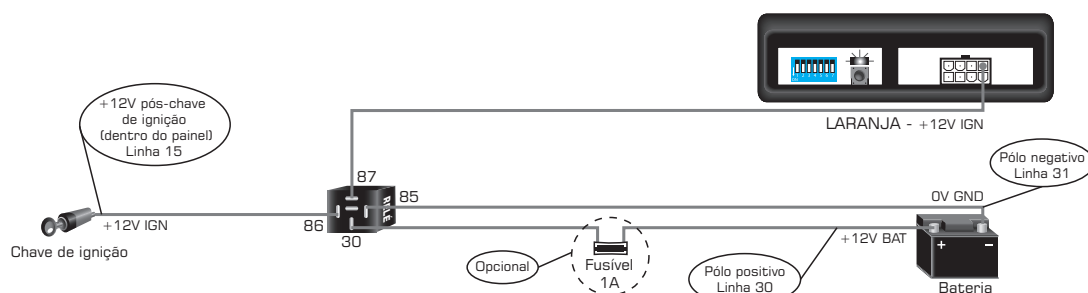 +12V pós-chave
de ignição
(dentro do painel)
Linha 15
LARANJA - +12V IGN
87
Pólo negativo
Linha 31
85
0V GND
RELE
+12V IGN
86
30
+12V BAT
Chave de ignição
Opcional
Fusível
1A
Pólo positivo
Linha 30
+ -
Bateria